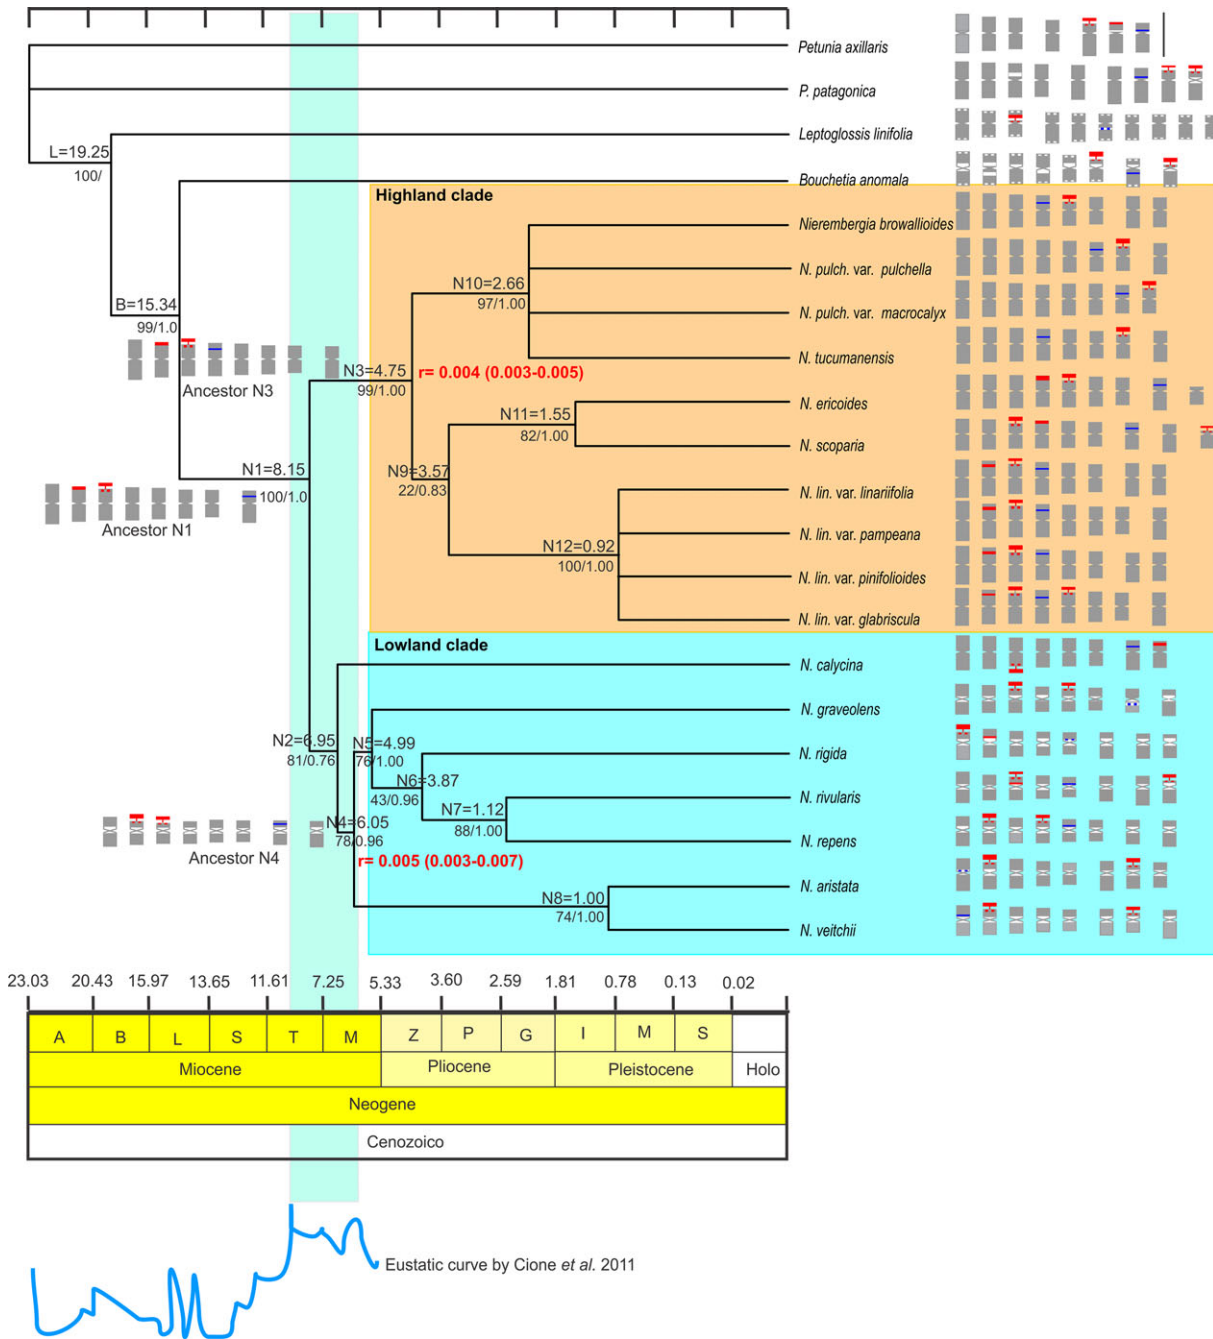 Petunia axillaris
P. patagonica
Leptoglossis linifolia
L=19.25
100/
Bouchetia anomala
Highland clade
Nierembergia browallioides
N. pulch. var. pulchella
N10=2.66
97/1.00
B=15.34
99/1.0
N. pulch. var. macrocalyx
N. tucumanensis
N3=4.75
99/1.00
r= 0.004 (0.003-0.005)
Ancestor N3
N. ericoides
N11=1.55
82/1.00
N. scoparia
N1=8.15
100/1.0
N9=3.57
22/0.83
N. lin. var. linariifolia
Ancestor N1
N. lin. var. pampeana
N12=0.92
100/1.00
N. lin. var. pinifolioides
N. lin. var. glabriscula
Lowland clade
N. calycina
N. graveolens
N2=6.95
81/0.76
N5=4.99
76/1.00
N. rigida
N6=3.87
43/0.96
N. rivularis
N7=1.12
88/1.00
N4=6.05
78/0.96
N. repens
Ancestor N4
r= 0.005 (0.003-0.007)
N. aristata
N8=1.00
74/1.00
N. veitchii
23.03 20.43 15.97 13.65 11.61 7.25 5.33 3.60 2.59 1.81 0.78 0.13 0.02
A B L S T M Z P G I M S
Miocene Pliocene Pleistocene Holo
Neogene
Cenozoico
Eustatic curve by Cione et al. 2011